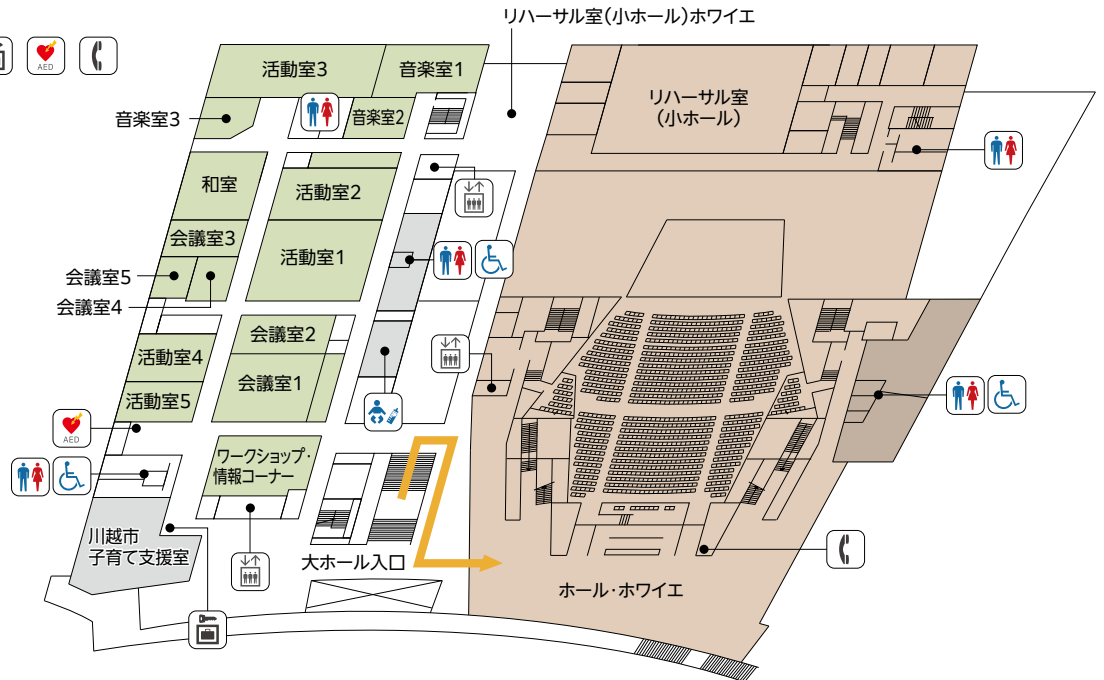 リハーサル室(小ホール)ホワイエ
AED
活動室3
音楽室1
音楽室3
音楽室2
リハーサル室
(小ホール)
和室
活動室2
会議室3
活動室1
会議室5
会議室4
会議室2
活動室4
会議室1
活動室5
AED
ワークショップ・
情報コーナー
川越市
子育て支援室
大ホール入口
ホール・ホワイエ